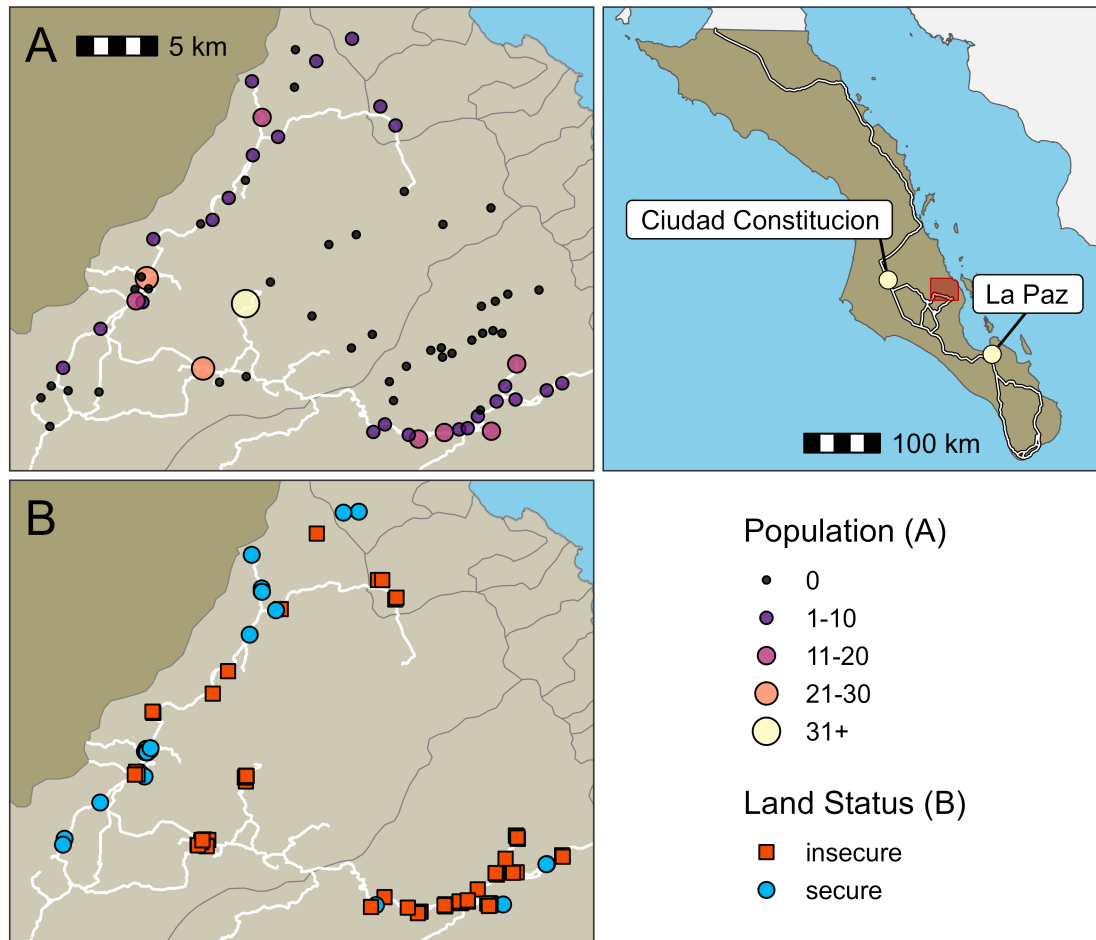 A
5 km
Ciudad Constitucion
La Paz
100 km
B
Population (A)
0
1-10
11-20
21-30
31+
Land Status (B)
insecure
secure